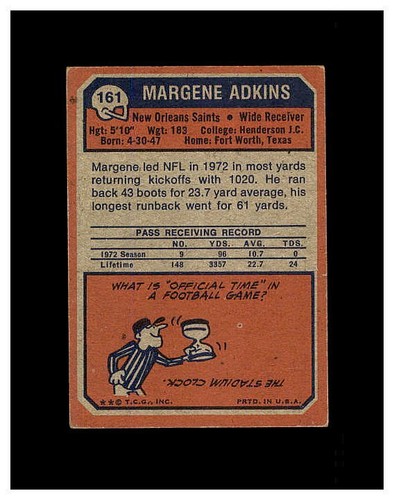 161
MARGENE ADKINS
New Orleans Saints • Wide Receiver
Hgt: 5'10" Wgt: 183 College: Henderson J.C.
Born: 4-30-47 Home: Fort Worth, Texas
Margene led NFL in 1972 in most yards
returning kickoffs with 1020. He ran
back 43 boots for 23.7 yard average, his
longest runback went for 61 yards.
PASS RECEIVING RECORD
NO. YDS. AVG. TDS.
1972 Season 9 96 10.7 0
Lifetime 148 3357 22.7 24
WHAT IS "OFFICIAL TIME" IN
A FOOTBALL GAME?
THE STADIUM CLOCK.
**© T.C.G., INC. PRTD. IN U.S.A.